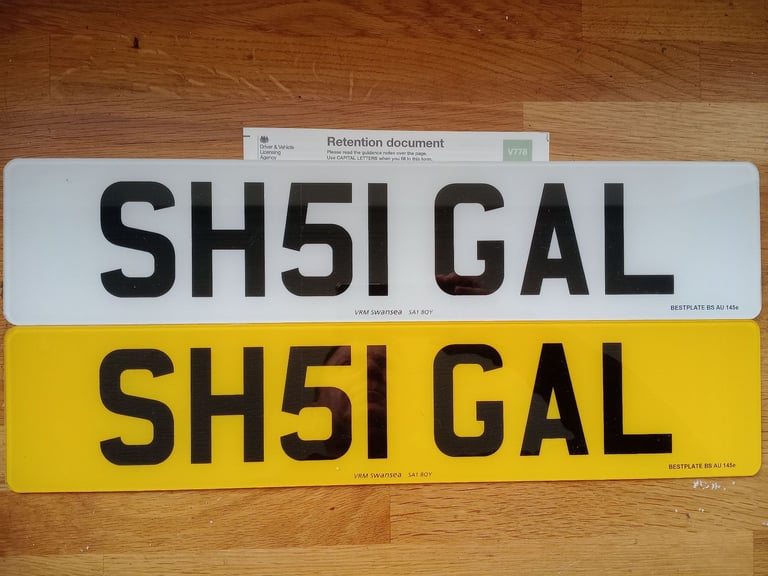 Driver & Vehicle
Licensing
Agency
Retention document
Please read the guidance notes over the page.
Use CAPITAL LETTERS when you fill in this form.
V778
SH51 GAL
VRM Swansea SA1 8QY
BESTPLATE BS AU 145e
SH51 GAL
VRM Swansea SA1 8QY
BESTPLATE BS AU 145e